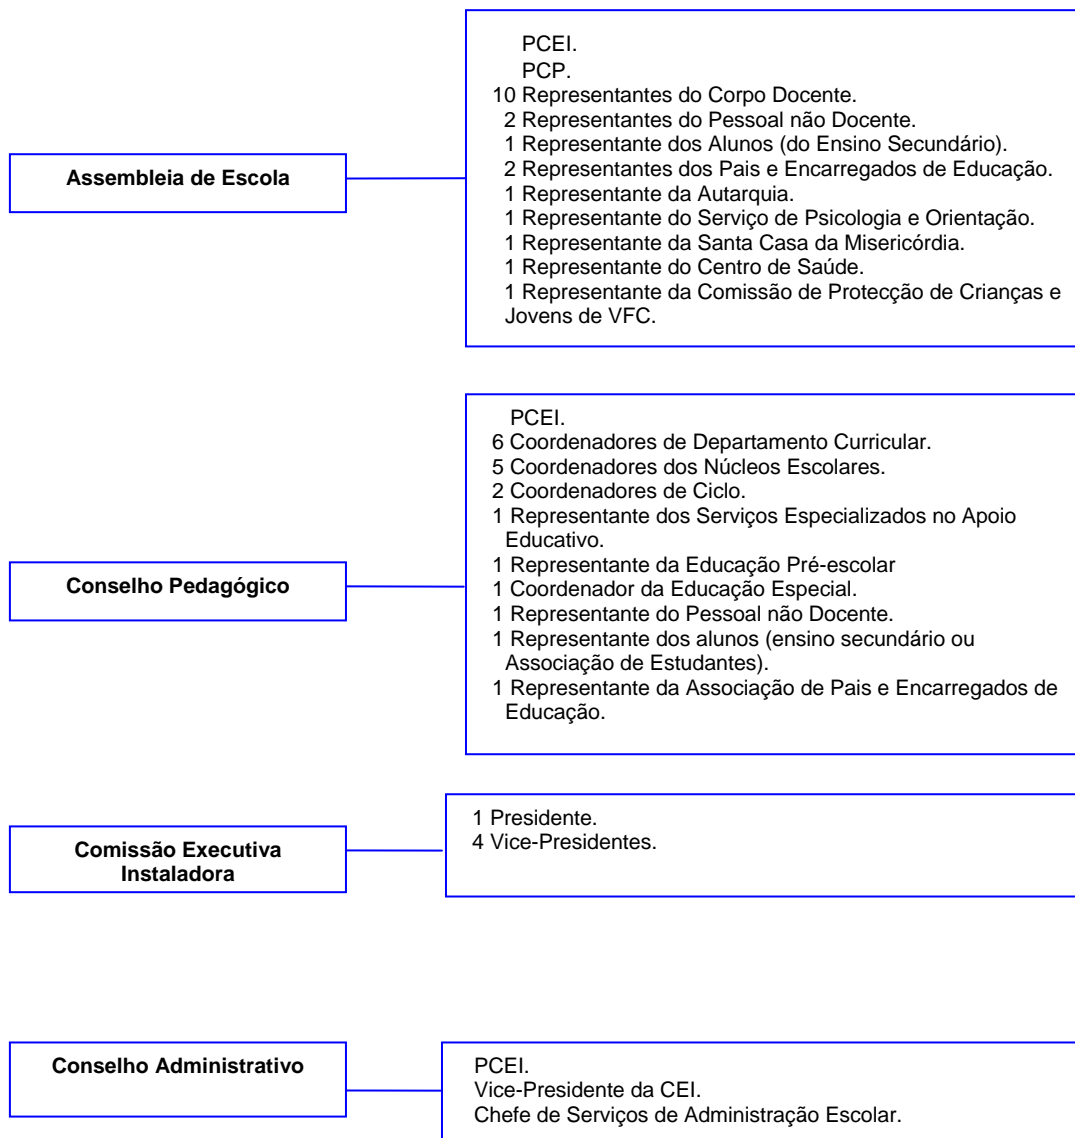 PCEI.
PCP.
10 Representantes do Corpo Docente.
2 Representantes do Pessoal não Docente.
1 Representante dos Alunos (do Ensino Secundário).
2 Representantes dos Pais e Encarregados de Educação.
1 Representante da Autarquia.
1 Representante do Serviço de Psicologia e Orientação.
1 Representante da Santa Casa da Misericórdia.
1 Representante do Centro de Saúde.
1 Representante da Comissão de Protecção de Crianças e
Jovens de VFC.
Assembleia de Escola
PCEI.
6 Coordenadores de Departamento Curricular.
5 Coordenadores dos Núcleos Escolares.
2 Coordenadores de Ciclo.
1 Representante dos Serviços Especializados no Apoio
Educativo.
1 Representante da Educação Pré-escolar
1 Coordenador da Educação Especial.
1 Representante do Pessoal não Docente.
1 Representante dos alunos (ensino secundário ou
Associação de Estudantes).
1 Representante da Associação de Pais e Encarregados de
Educação.
Conselho Pedagógico
1 Presidente.
4 Vice-Presidentes.
Comissão Executiva
Instaladora
Conselho Administrativo
PCEI.
Vice-Presidente da CEI.
Chefe de Serviços de Administração Escolar.